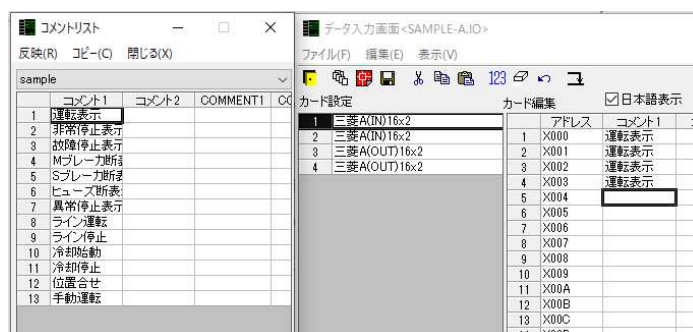 コメントリスト
反映(R) コピー(C) 閉じる(X)
sample
コメント1 コメント2 COMMENT1 CC
1 運転表示
2 非常停止表示
3 故障停止表示
4 Mブレーカ断
5 Sブレーカ断
6 ヒューズ断表
7 異常停止表示
8 ライン運転
9 ライン停止
10 冷却始動
11 冷却停止
12 位置合せ
13 手動運転
データ入力画面<SAMPLE-A.IO>
ファイル(F) 編集(E) 表示(V)
123
カード設定
1 三菱A(IN)16x2
2 三菱A(IN)16x2
3 三菱A(OUT)16x2
4 三菱A(OUT)16x2
カード編集 日本語表示
アドレス コメント1
1 X000 運転表示
2 X001 運転表示
3 X002 運転表示
4 X003 運転表示
5 X004
6 X005
7 X006
8 X007
9 X008
10 X009
11 X00A
12 X00B
13 X00C